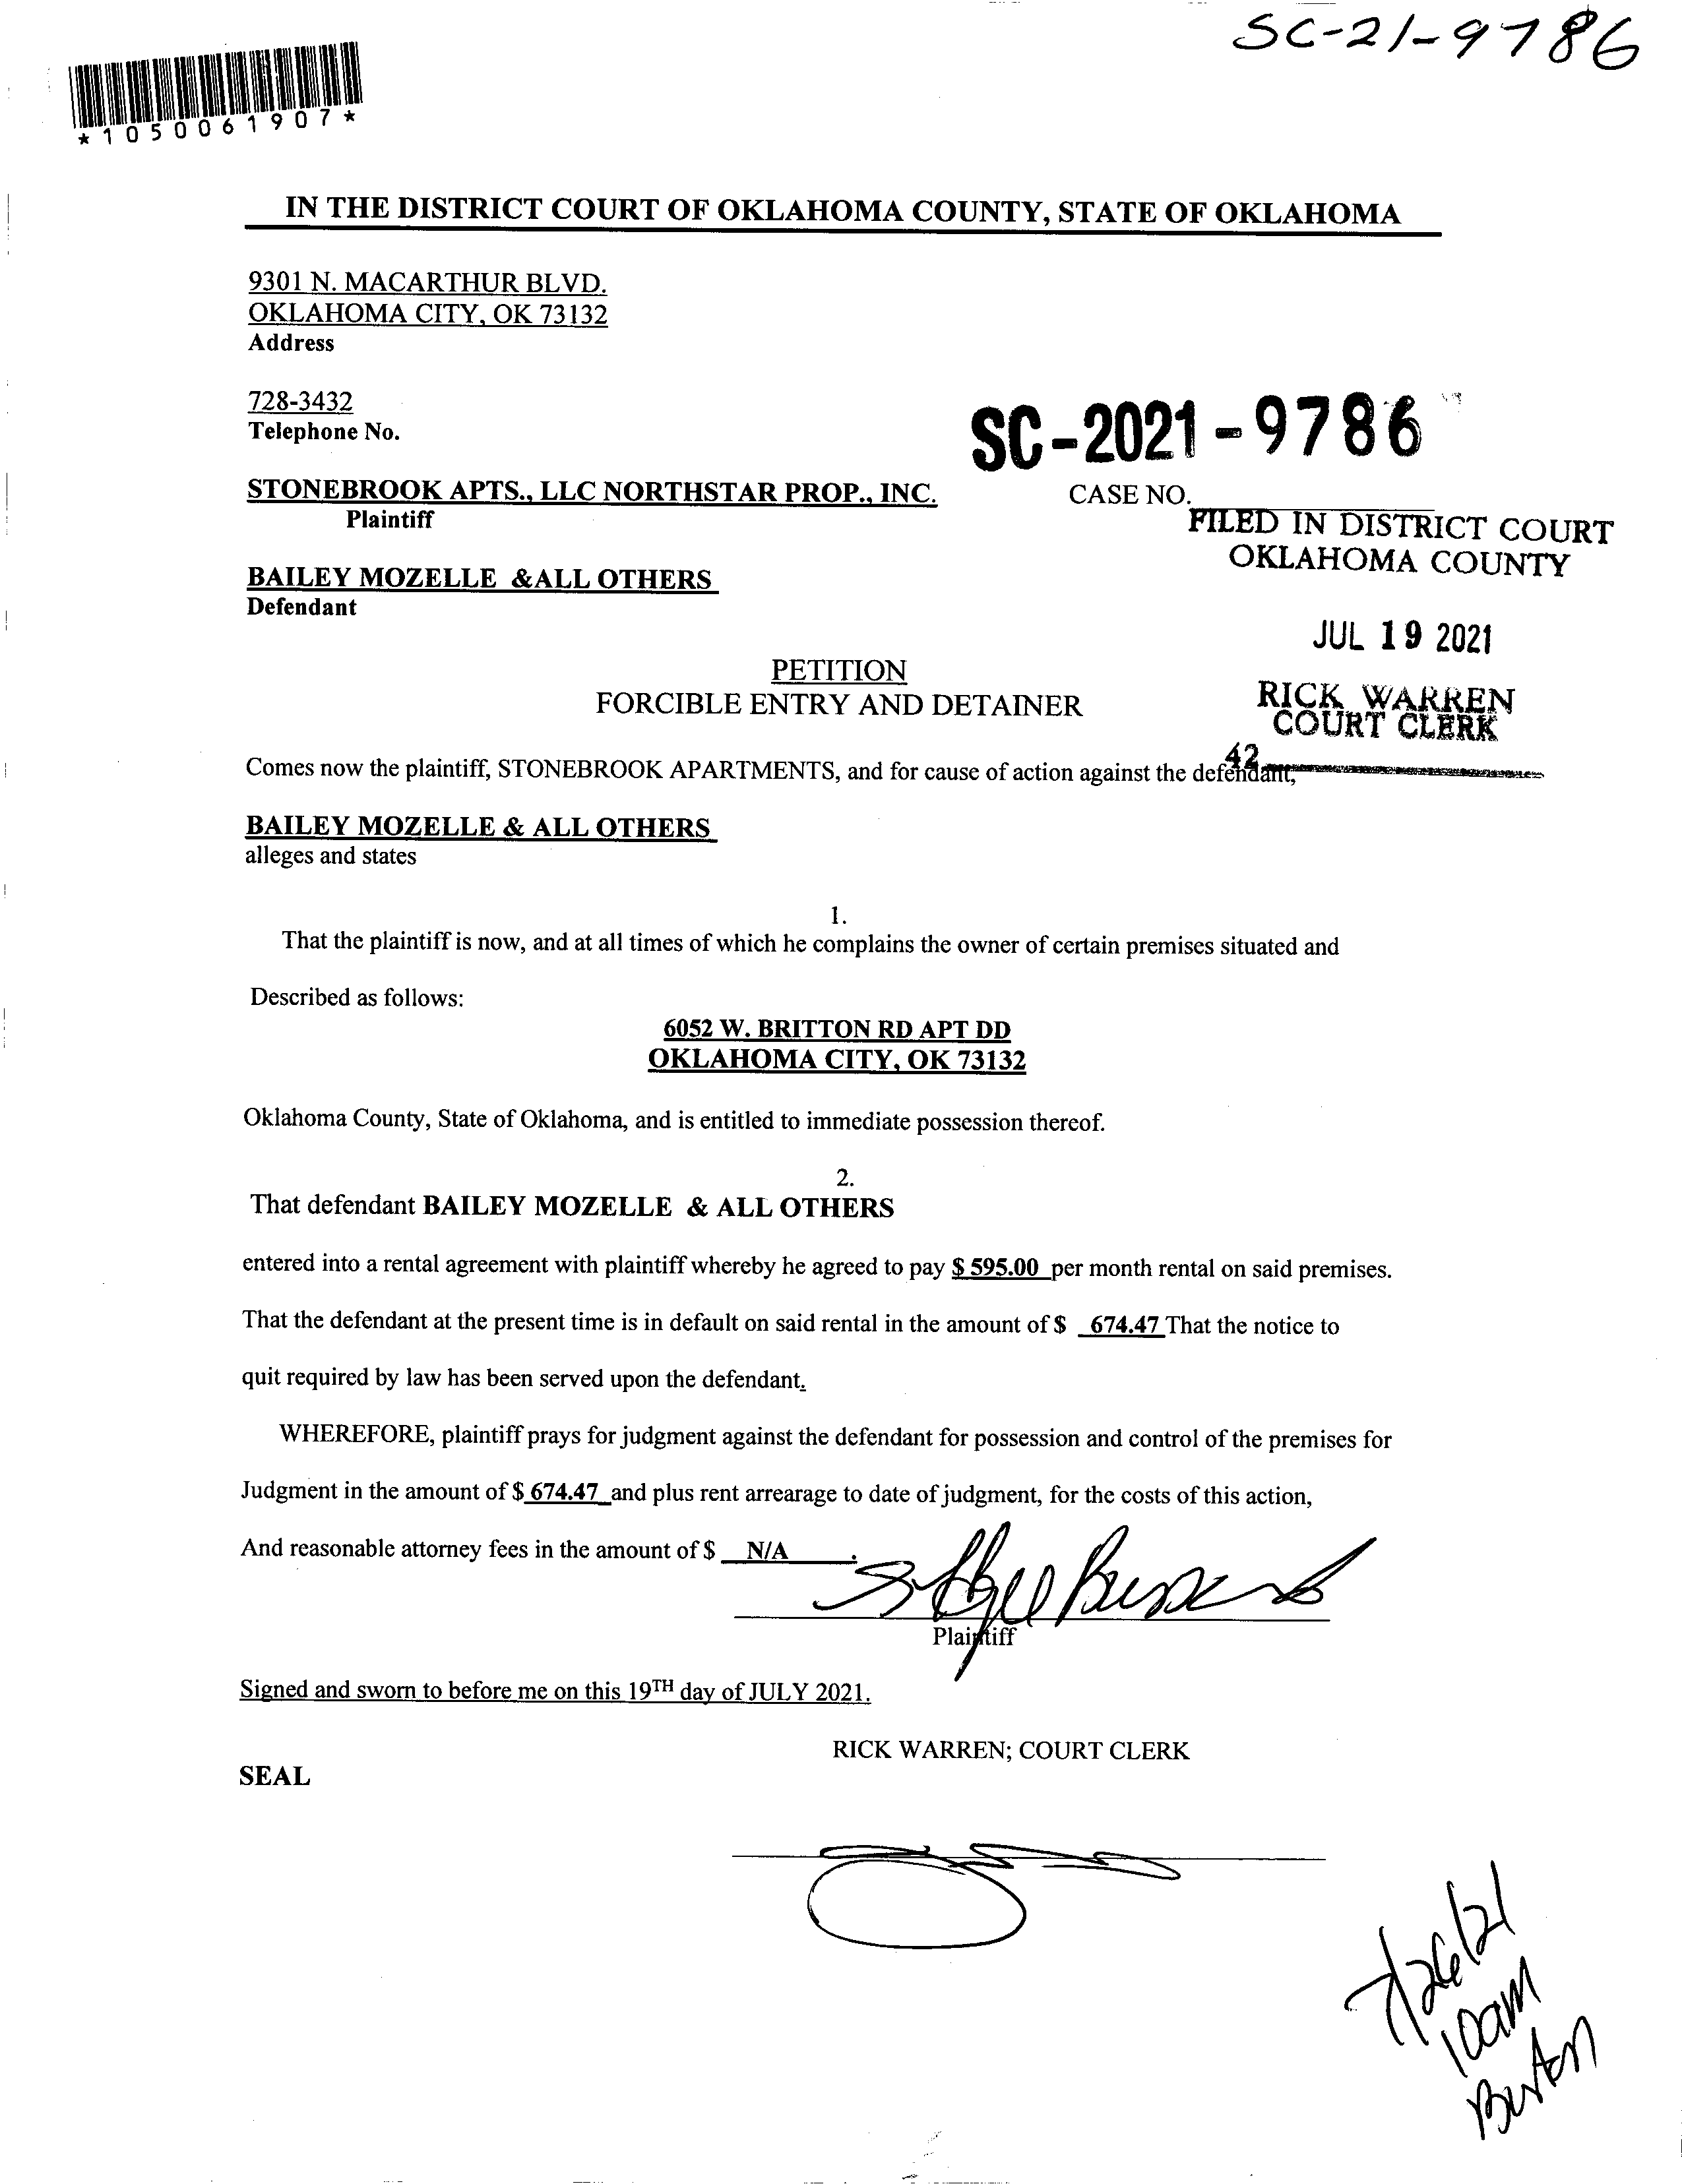 SC-21-9786
*1050061907*
IN THE DISTRICT COURT OF OKLAHOMA COUNTY, STATE OF OKLAHOMA
9301 N. MACARTHUR BLVD.
OKLAHOMA CITY, OK 73132
Address
728-3432
Telephone No.
SC-2021-9786
STONEBROOK APTS., LLC NORTHSTAR PROP., INC.
CASE NO.
Plaintiff
FILED IN DISTRICT COURT
OKLAHOMA COUNTY
BAILEY MOZELLE &ALL OTHERS
Defendant
JUL 19 2021
PETITION
FORCIBLE ENTRY AND DETAINER
RICK WARREN
COURT CLERK
42
Comes now the plaintiff, STONEBROOK APARTMENTS, and for cause of action against the defendant,
BAILEY MOZELLE & ALL OTHERS
alleges and states
1.
That the plaintiff is now, and at all times of which he complains the owner of certain premises situated and
Described as follows:
6052 W. BRITTON RD APT DD
OKLAHOMA CITY, OK 73132
Oklahoma County, State of Oklahoma, and is entitled to immediate possession thereof.
2.
That defendant BAILEY MOZELLE & ALL OTHERS
entered into a rental agreement with plaintiff whereby he agreed to pay $ 595.00 per month rental on said premises.
That the defendant at the present time is in default on said rental in the amount of $ 674.47 That the notice to
quit required by law has been served upon the defendant.
WHEREFORE, plaintiff prays for judgment against the defendant for possession and control of the premises for
Judgment in the amount of $ 674.47 and plus rent arrearage to date of judgment, for the costs of this action,
And reasonable attorney fees in the amount of $ N/A .
Plaintiff
Signed and sworn to before me on this 19TH day of JULY 2021.
RICK WARREN; COURT CLERK
SEAL
7/26/21
10am
Burton